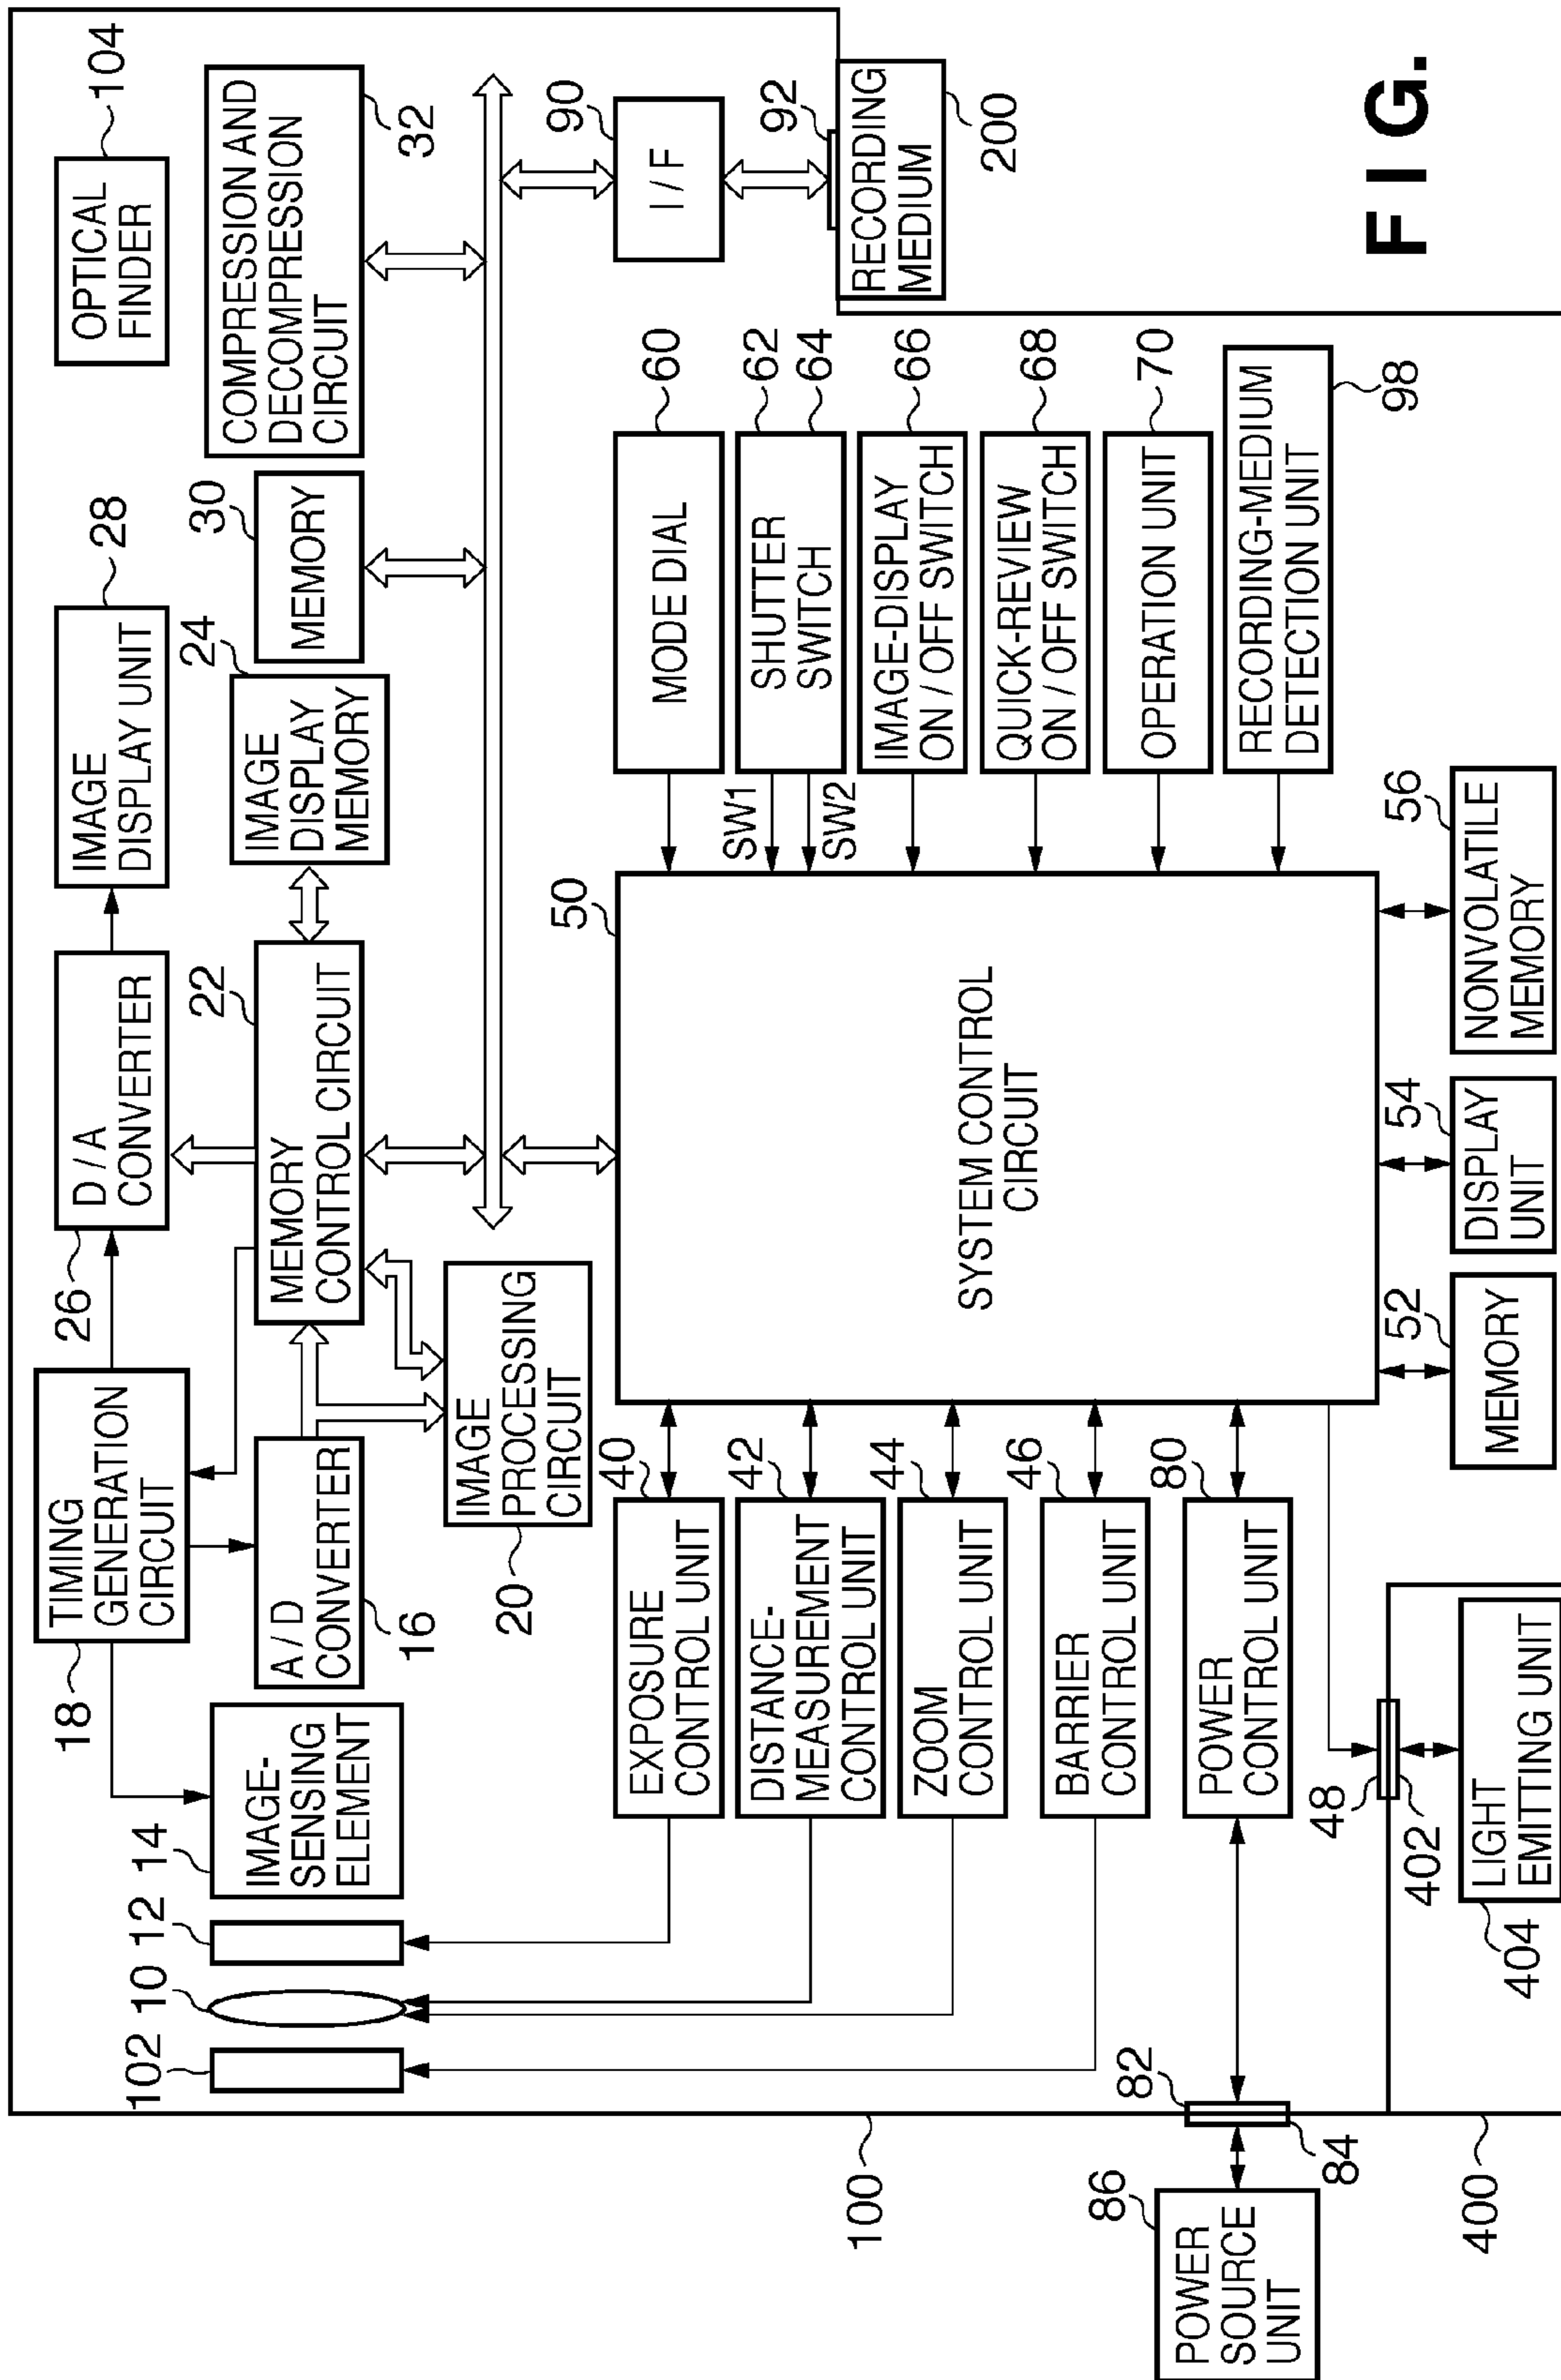 104
OPTICAL
FINDER
28
IMAGE
DISPLAY UNIT
D / A
CONVERTER
26
TIMING
GENERATION
CIRCUIT
18
COMPRESSION AND
DECOMPRESSION
CIRCUIT
32
30
MEMORY
24
IMAGE
DISPLAY
MEMORY
22
MEMORY
CONTROL CIRCUIT
A / D
CONVERTER
16
14
IMAGE-
SENSING
ELEMENT
12
10
102
IMAGE
PROCESSING
CIRCUIT
20
90
I / F
92
RECORDING
MEDIUM
200
50
SYSTEM CONTROL
CIRCUIT
60
MODE DIAL
62
64
SHUTTER
SWITCH
SW1
SW2
66
IMAGE-DISPLAY
ON / OFF SWITCH
68
QUICK-REVIEW
ON / OFF SWITCH
70
OPERATION UNIT
RECORDING-MEDIUM
DETECTION UNIT
98
40
EXPOSURE
CONTROL UNIT
42
DISTANCE-
MEASUREMENT
CONTROL UNIT
44
ZOOM
CONTROL UNIT
46
BARRIER
CONTROL UNIT
80
POWER
CONTROL UNIT
82
84
86
POWER
SOURCE
UNIT
100
52
MEMORY
54
DISPLAY
UNIT
56
NONVOLATILE
MEMORY
48
402
LIGHT
EMITTING UNIT
404
400
FIG.